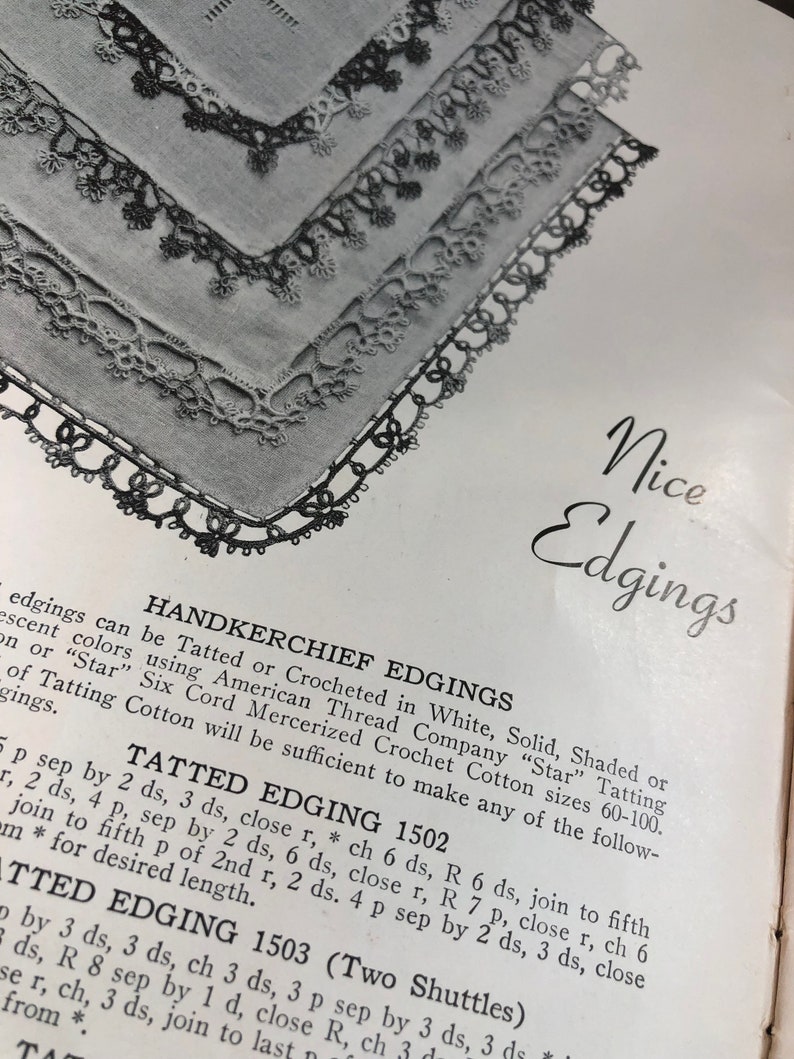 Nice
Edgings
HANDKERCHIEF EDGINGS
edgings can be Tatted or Crocheted in White, Solid, Shaded or
escent colors using American Thread Company "Star" Tatting
on or "Star" Six Cord Mercerized Crochet Cotton sizes 60-100.
of Tatting Cotton will be sufficient to make any of the follow-
gings.
TATTED EDGING 1502
5 p sep by 2 ds, 3 ds, close r, * ch 6 ds, R 6 ds, join to fifth
r, 2 ds, 4 p, sep by 2 ds, 6 ds, close r, R 7 p, close r, ch 6
join to fifth p of 2nd r, 2 ds. 4 p sep by 2 ds, 3 ds, close
om * for desired length.
ATTED EDGING 1503 (Two Shuttles)
p by 3 ds, 3 ds, ch 3 ds, 3 p sep by 3 ds, 3 ds, *
3 ds, R 8 sep by 1 d, close R, ch 3 ds
se r, ch, 3 ds, join to last p
from *.
TAT